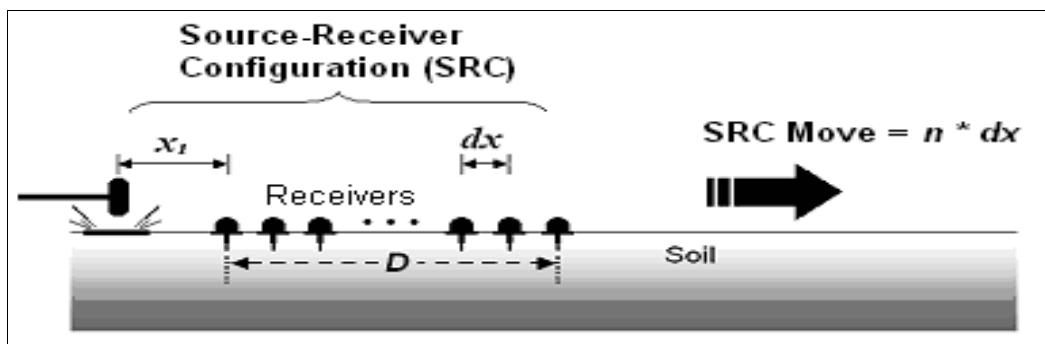 Source-Receiver
Configuration (SRC)
x₁
dx
SRC Move = n * dx
Receivers
D
Soil